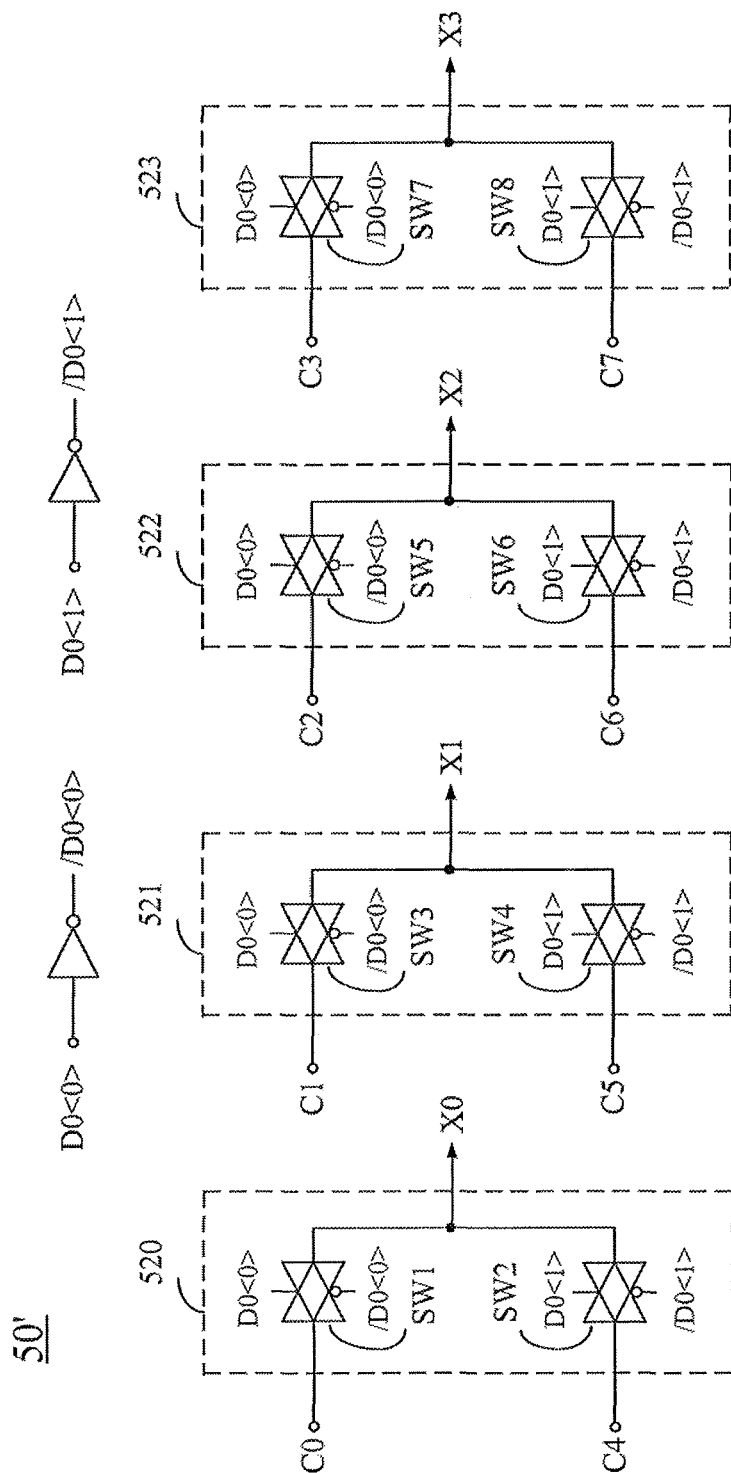 50'
D0<0>
/D0<0>
D0<1>
/D0<1>
520
C0
D0<0>
/D0<0>
SW1
X0
SW2
D0<1>
C4
/D0<1>
521
C1
D0<0>
/D0<0>
SW3
X1
SW4
D0<1>
C5
/D0<1>
522
C2
D0<0>
/D0<0>
SW5
X2
SW6
D0<1>
C6
/D0<1>
523
C3
D0<0>
/D0<0>
SW7
X3
SW8
D0<1>
C7
/D0<1>